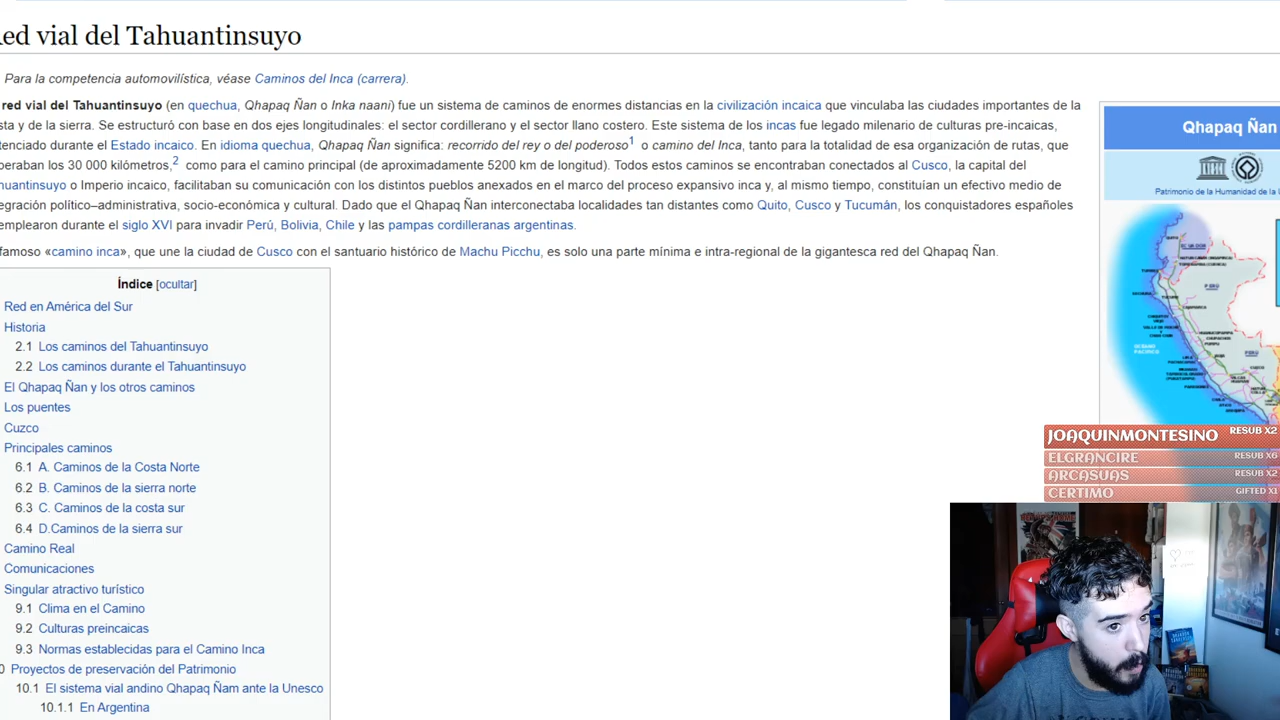 ed vial del Tahuantinsuyo
Para la competencia automovilística, véase Caminos del Inca (carrera).
red vial del Tahuantinsuyo (en quechua, Qhapaq Ñan o Inka naani) fue un sistema de caminos de enormes distancias en la civilización incaica que vinculaba las ciudades importantes de la
sta y de la sierra. Se estructuró con base en dos ejes longitudinales: el sector cordillerano y el sector llano costero. Este sistema de los incas fue legado milenario de culturas pre-incaicas,
tenciado durante el Estado incaico. En idioma quechua, Qhapaq Ñan significa: recorrido del rey o del poderoso1 o camino del Inca, tanto para la totalidad de esa organización de rutas, que
peraban los 30 000 kilómetros,2 como para el camino principal (de aproximadamente 5200 km de longitud). Todos estos caminos se encontraban conectados al Cusco, la capital del
huantinsuyo o Imperio incaico, facilitaban su comunicación con los distintos pueblos anexados en el marco del proceso expansivo inca y, al mismo tiempo, constituían un efectivo medio de
egración político–administrativa, socio-económica y cultural. Dado que el Qhapaq Ñan interconectaba localidades tan distantes como Quito, Cusco y Tucumán, los conquistadores españoles
emplearon durante el siglo XVI para invadir Perú, Bolivia, Chile y las pampas cordilleranas argentinas.
famoso «camino inca», que une la ciudad de Cusco con el santuario histórico de Machu Picchu, es solo una parte mínima e intra-regional de la gigantesca red del Qhapaq Ñan.
Índice [ocultar]
Red en América del Sur
Historia
2.1 Los caminos del Tahuantinsuyo
2.2 Los caminos durante el Tahuantinsuyo
El Qhapaq Ñan y los otros caminos
Los puentes
Cuzco
Principales caminos
6.1 A. Caminos de la Costa Norte
6.2 B. Caminos de la sierra norte
6.3 C. Caminos de la costa sur
6.4 D.Caminos de la sierra sur
Camino Real
Comunicaciones
Singular atractivo turístico
9.1 Clima en el Camino
9.2 Culturas preincaicas
9.3 Normas establecidas para el Camino Inca
0 Proyectos de preservación del Patrimonio
10.1 El sistema vial andino Qhapaq Ñam ante la Unesco
10.1.1 En Argentina
Qhapaq Ñan
Patrimonio de la Humanidad de la
ECUADOR
PERÚ
OCEANO
PACIFICO
JOAQUINMONTESINO RESUB X2
ELGRANCIRE RESUB X6
ARCASUAS RESUB X2
CERTIMO GIFTED X1